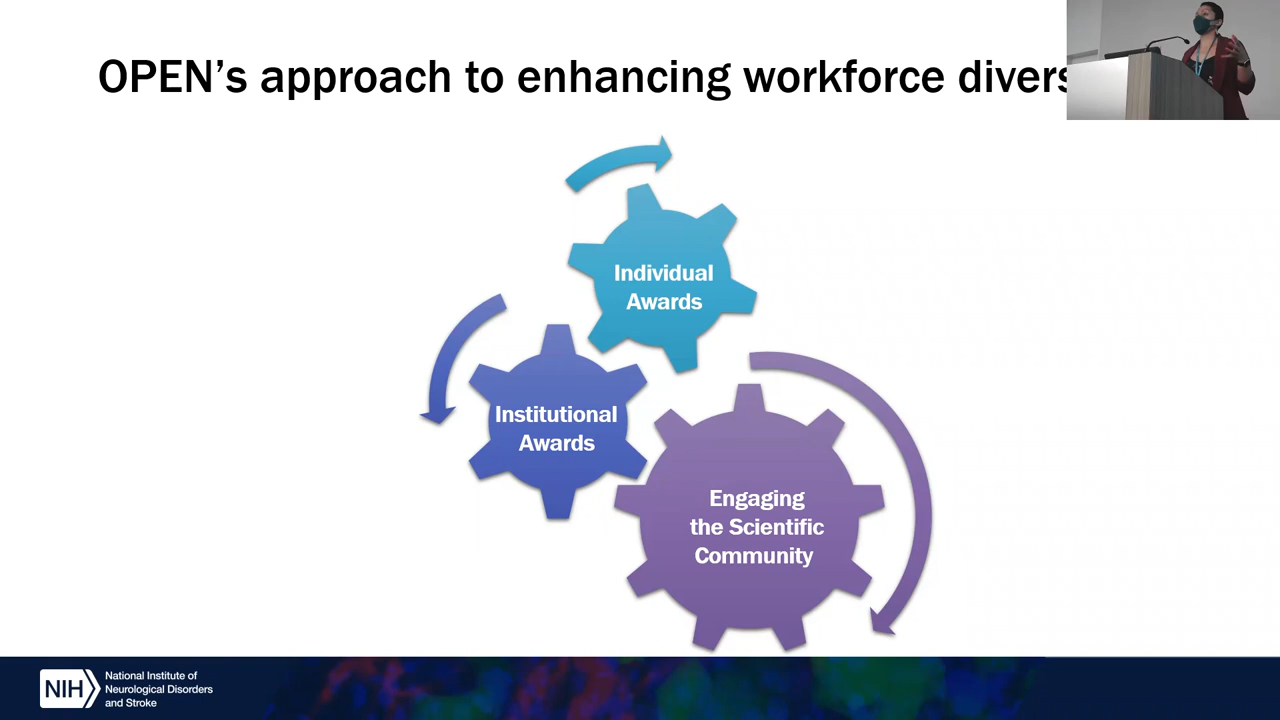 OPEN's approach to enhancing workforce
Individual
Awards
Institutional
Awards
Engaging
the Scientific
Community
NIH
National Institute of
Neurological Disorders
and Stroke